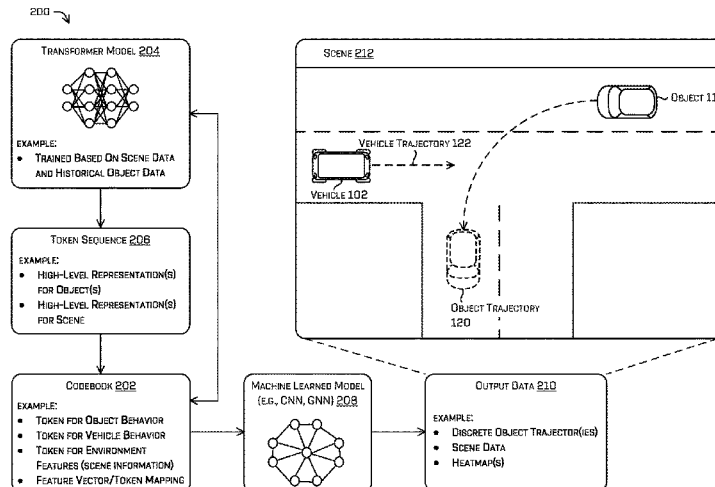 200
TRANSFORMER MODEL 204
EXAMPLE:
• TRAINED BASED ON SCENE DATA
AND HISTORICAL OBJECT DATA
TOKEN SEQUENCE 206
EXAMPLE:
• HIGH-LEVEL REPRESENTATION(S)
FOR OBJECT(S)
• HIGH-LEVEL REPRESENTATION(S)
FOR SCENE
CODEBOOK 202
EXAMPLE:
• TOKEN FOR OBJECT BEHAVIOR
• TOKEN FOR VEHICLE BEHAVIOR
• TOKEN FOR ENVIRONMENT
FEATURES (SCENE INFORMATION)
• FEATURE VECTOR/TOKEN MAPPING
MACHINE LEARNED MODEL
(E.G., CNN, GNN) 208
OUTPUT DATA 210
EXAMPLE:
• DISCRETE OBJECT TRAJECTOR(IES)
• SCENE DATA
• HEATMAP(S)
SCENE 212
OBJECT 11
VEHICLE TRAJECTORY 122
VEHICLE 102
OBJECT TRAJECTORY
120